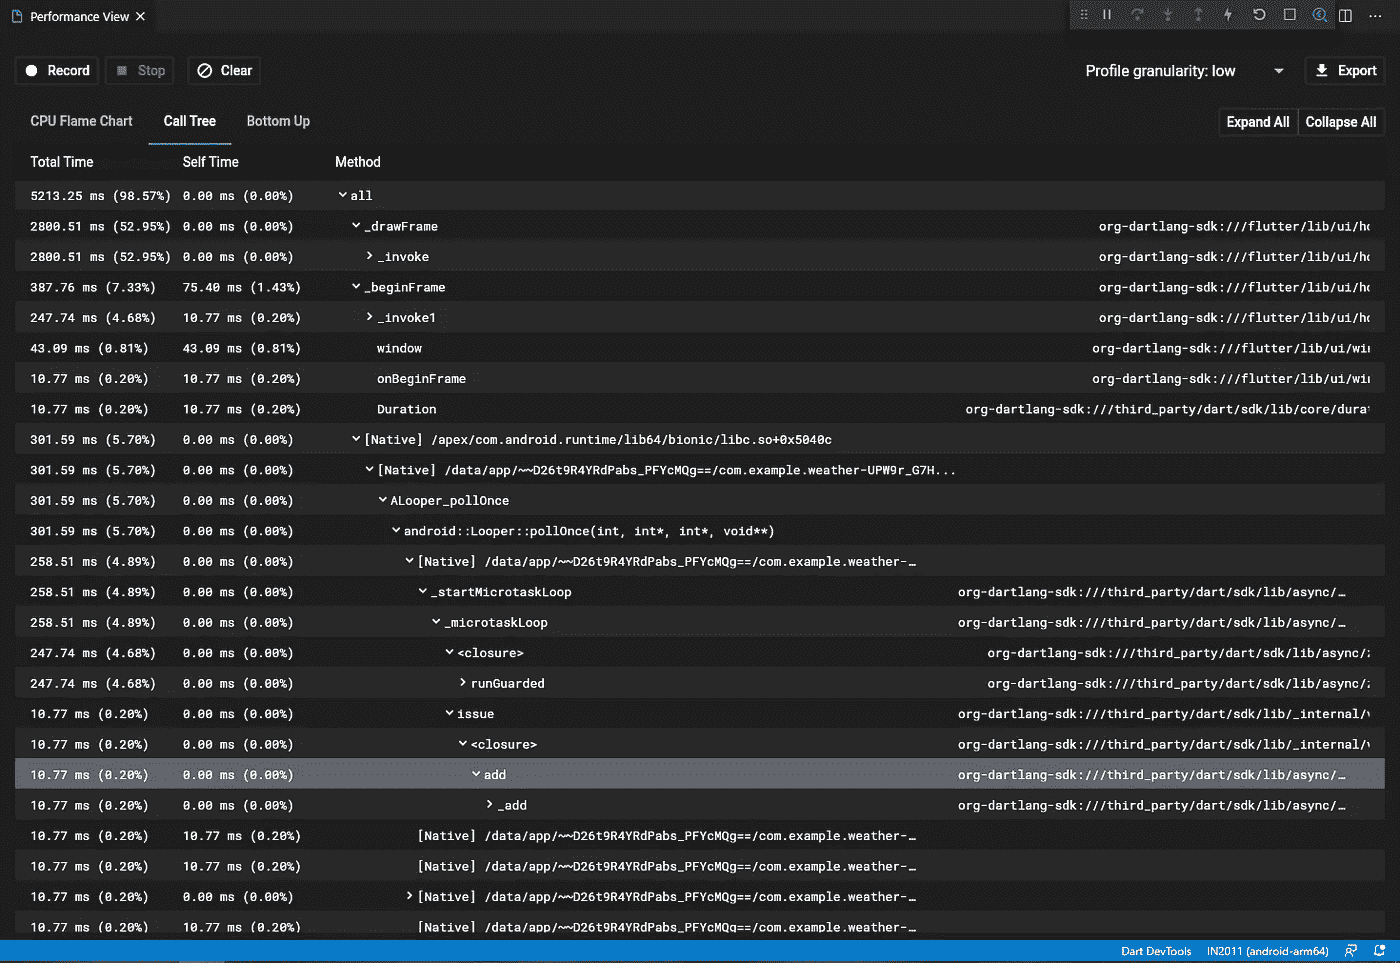 Performance View
Record Stop Clear Profile granularity: low Export
CPU Flame Chart Call Tree Bottom Up Expand All Collapse All
Total Time Self Time Method
5213.25 ms (98.57%) 0.00 ms (0.00%) all
2800.51 ms (52.95%) 0.00 ms (0.00%) _drawFrame org-dartlang-sdk:///flutter/lib/ui/ho
2800.51 ms (52.95%) 0.00 ms (0.00%) _invoke org-dartlang-sdk:///flutter/lib/ui/ho
387.76 ms (7.33%) 75.40 ms (1.43%) _beginFrame org-dartlang-sdk:///flutter/lib/ui/ho
247.74 ms (4.68%) 10.77 ms (0.20%) _invoke1 org-dartlang-sdk:///flutter/lib/ui/ho
43.09 ms (0.81%) 43.09 ms (0.81%) window org-dartlang-sdk:///flutter/lib/ui/win
10.77 ms (0.20%) 10.77 ms (0.20%) onBeginFrame org-dartlang-sdk:///flutter/lib/ui/win
10.77 ms (0.20%) 10.77 ms (0.20%) Duration org-dartlang-sdk:///third_party/dart/sdk/lib/core/durat
301.59 ms (5.70%) 0.00 ms (0.00%) [Native] /apex/com.android.runtime/lib64/bionic/libc.so+0x5040c
301.59 ms (5.70%) 0.00 ms (0.00%) [Native] /data/app/~~D26t9R4YRdPabs_PFYcMQg==/com.example.weather-UPW9r_G7H...
301.59 ms (5.70%) 0.00 ms (0.00%) ALooper_pollOnce
301.59 ms (5.70%) 0.00 ms (0.00%) android::Looper::pollOnce(int, int*, int*, void**)
258.51 ms (4.89%) 0.00 ms (0.00%) [Native] /data/app/~~D26t9R4YRdPabs_PFYcMQg==/com.example.weather-…
258.51 ms (4.89%) 0.00 ms (0.00%) _startMicrotaskLoop org-dartlang-sdk:///third_party/dart/sdk/lib/async/…
258.51 ms (4.89%) 0.00 ms (0.00%) _microtaskLoop org-dartlang-sdk:///third_party/dart/sdk/lib/async/…
247.74 ms (4.68%) 0.00 ms (0.00%) <closure> org-dartlang-sdk:///third_party/dart/sdk/lib/async/z
247.74 ms (4.68%) 0.00 ms (0.00%) runGuarded org-dartlang-sdk:///third_party/dart/sdk/lib/async/z
10.77 ms (0.20%) 0.00 ms (0.00%) issue org-dartlang-sdk:///third_party/dart/sdk/lib/_internal/v
10.77 ms (0.20%) 0.00 ms (0.00%) <closure> org-dartlang-sdk:///third_party/dart/sdk/lib/_internal/v
10.77 ms (0.20%) 0.00 ms (0.00%) add org-dartlang-sdk:///third_party/dart/sdk/lib/async/…
10.77 ms (0.20%) 0.00 ms (0.00%) _add org-dartlang-sdk:///third_party/dart/sdk/lib/async/…
10.77 ms (0.20%) 10.77 ms (0.20%) [Native] /data/app/~~D26t9R4YRdPabs_PFYcMQg==/com.example.weather-…
10.77 ms (0.20%) 10.77 ms (0.20%) [Native] /data/app/~~D26t9R4YRdPabs_PFYcMQg==/com.example.weather-…
10.77 ms (0.20%) 0.00 ms (0.00%) [Native] /data/app/~~D26t9R4YRdPabs_PFYcMQg==/com.example.weather-…
10.77 ms (0.20%) 10.77 ms (0.20%) [Native] /data/app/~~D26t9R4YRdPabs_PFYcMQg==/com.example.weather-…
Dart DevTools IN2011 (android-arm64)